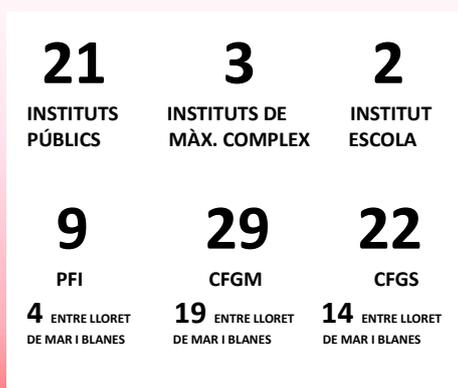 21 3 2
INSTITUTS INSTITUTS DE INSTITUT
PÚBLICS MÀX. COMPLEX ESCOLA
9 29 22
PFI CFGM CFGS
4 ENTRE LLORET 19 ENTRE LLORET 14 ENTRE LLORET
DE MAR I BLANES DE MAR I BLANES DE MAR I BLANES